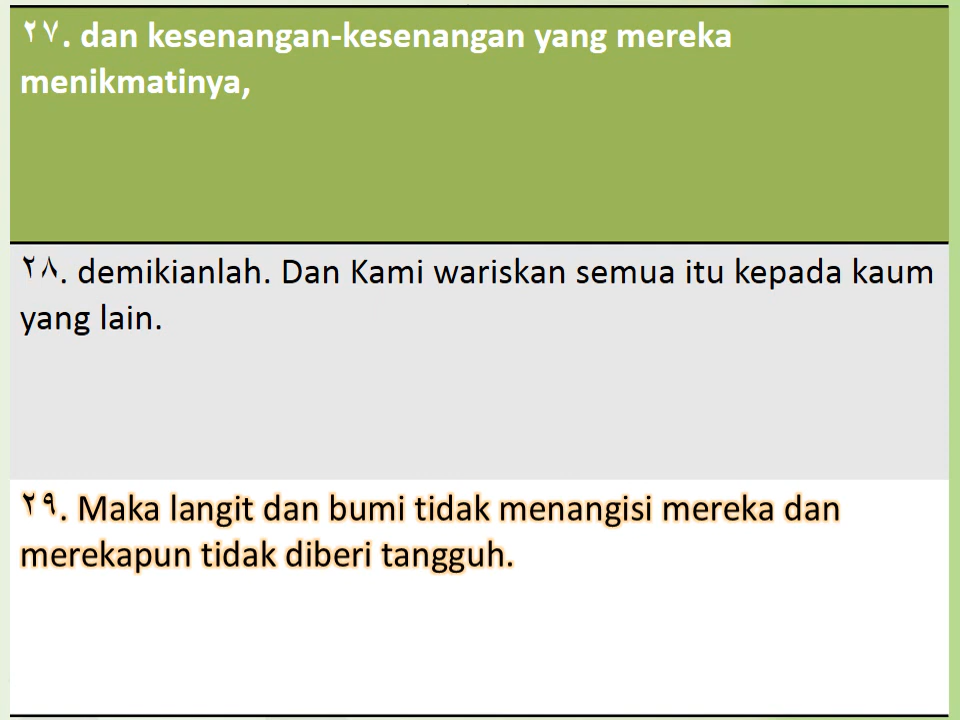 ٢٧. dan kesenangan-kesenangan yang mereka
menikmatinya,
٢٨. demikianlah. Dan Kami wariskan semua itu kepada kaum
yang lain.
٢٩. Maka langit dan bumi tidak menangisi mereka dan
merekapun tidak diberi tangguh.